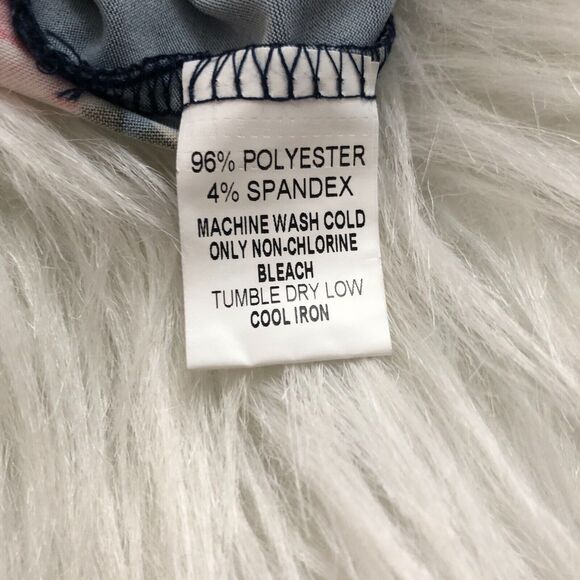 96% POLYESTER
4% SPANDEX
MACHINE WASH COLD
ONLY NON-CHLORINE
BLEACH
TUMBLE DRY LOW
COOL IRON